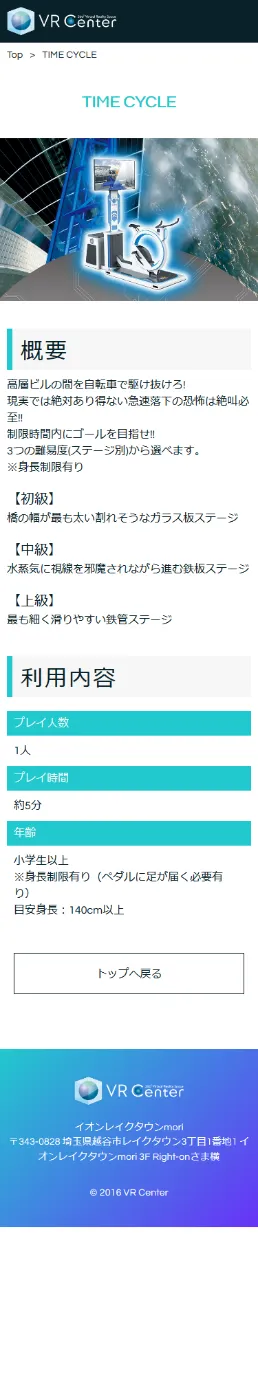 VR Center
Top > TIME CYCLE
TIME CYCLE
概要
高層ビルの間を自転車で駆け抜けろ!
現実では絶対あり得ない急速落下の恐怖は絶叫必
至!!
制限時間内にゴールを目指せ!!
3つの難易度(ステージ別)から選べます。
※身長制限有り
【初級】
橋の幅が最も太い割れそうなガラス板ステージ
【中級】
水蒸気に視線を邪魔されながら進む鉄板ステージ
【上級】
最も細く滑りやすい鉄管ステージ
利用内容
プレイ人数
1人
プレイ時間
約5分
年齢
小学生以上
※身長制限有り（ペダルに足が届く必要有
り）
目安身長：140cm以上
トップへ戻る
VR Center
イオンレイクタウンmori
〒343-0828 埼玉県越谷市レイクタウン3丁目1番地1 イ
オンレイクタウンmori 3F Right-onさま横
© 2016 VR Center